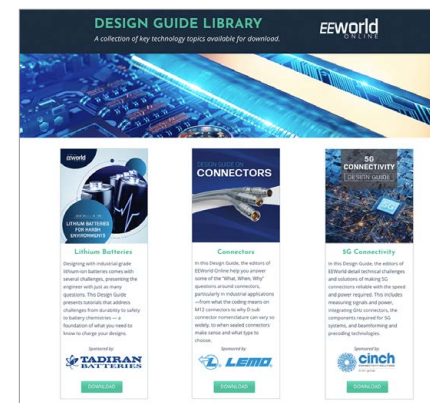 DESIGN GUIDE LIBRARY
A collection of key technology topics available for download.
EEWorld
ONLINE
EEWorld
LITHIUM BATTERIES
FOR HARSH
ENVIRONMENTS
Lithium Batteries
Designing with industrial-grade
lithium-ion batteries comes with
several challenges, presenting the
engineer with just as many
questions. This Design Guide
presents tutorials that address
challenges from durability to safety
to battery chemistries — a
foundation of what you need to
know to charge your designs.
Sponsored by
TADIRAN
BATTERIES
DOWNLOAD
DESIGN GUIDE ON
CONNECTORS
Connectors
In this Design Guide, the editors of
EEWorld Online help you answer
some of the "What, When, Why"
questions around connectors,
particularly in industrial applications
—from what the coding means on
M12 connectors to why D-sub
connector nomenclature can vary so
widely, to when sealed connectors
make sense and what type to
choose.
Sponsored by
LEMO
DOWNLOAD
5G
CONNECTIVITY
DESIGN GUIDE
5G Connectivity
In this Design Guide, the editors of
EEWorld detail technical challenges
and solutions of making 5G
connections reliable with the speed
and power required. This includes
measuring signals and power,
integrating GHz connectors, the
components required for 5G
systems, and beamforming and
precoding technologies.
Sponsored by
cinch
DOWNLOAD